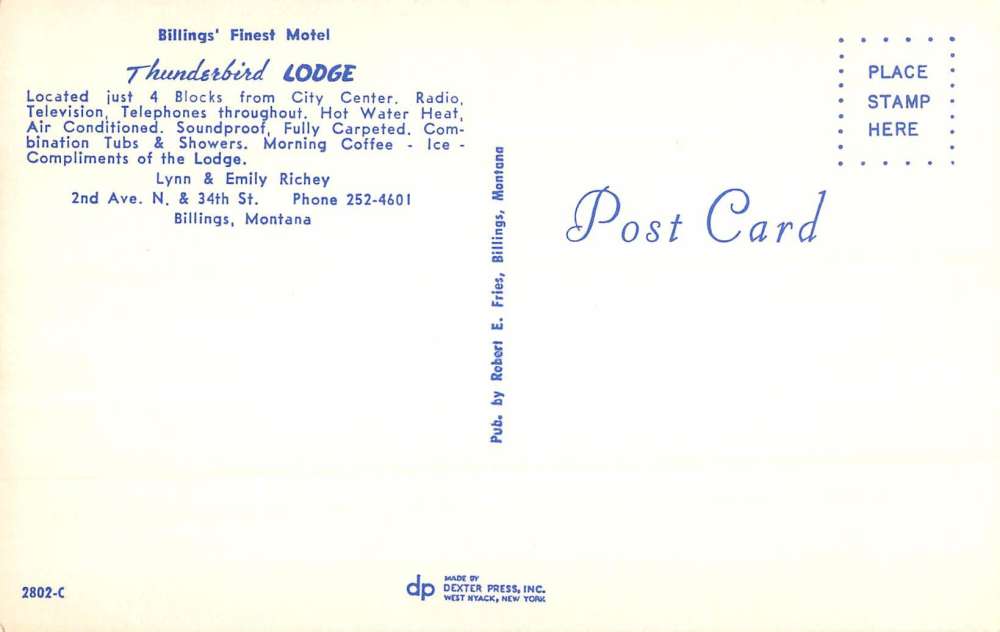 Billings' Finest Motel
Thunderbird LODGE
Located just 4 Blocks from City Center. Radio,
Television, Telephones throughout. Hot Water Heat,
Air Conditioned. Soundproof, Fully Carpeted. Com-
bination Tubs & Showers. Morning Coffee - Ice -
Compliments of the Lodge.
Lynn & Emily Richey
2nd Ave. N. & 34th St. Phone 252-4601
Billings, Montana
Pub. by Robert E. Fries, Billings, Montana
PLACE
STAMP
HERE
Post Card
2802-C
dp
MADE BY
DEXTER PRESS, INC.
WEST NYACK, NEW YORK